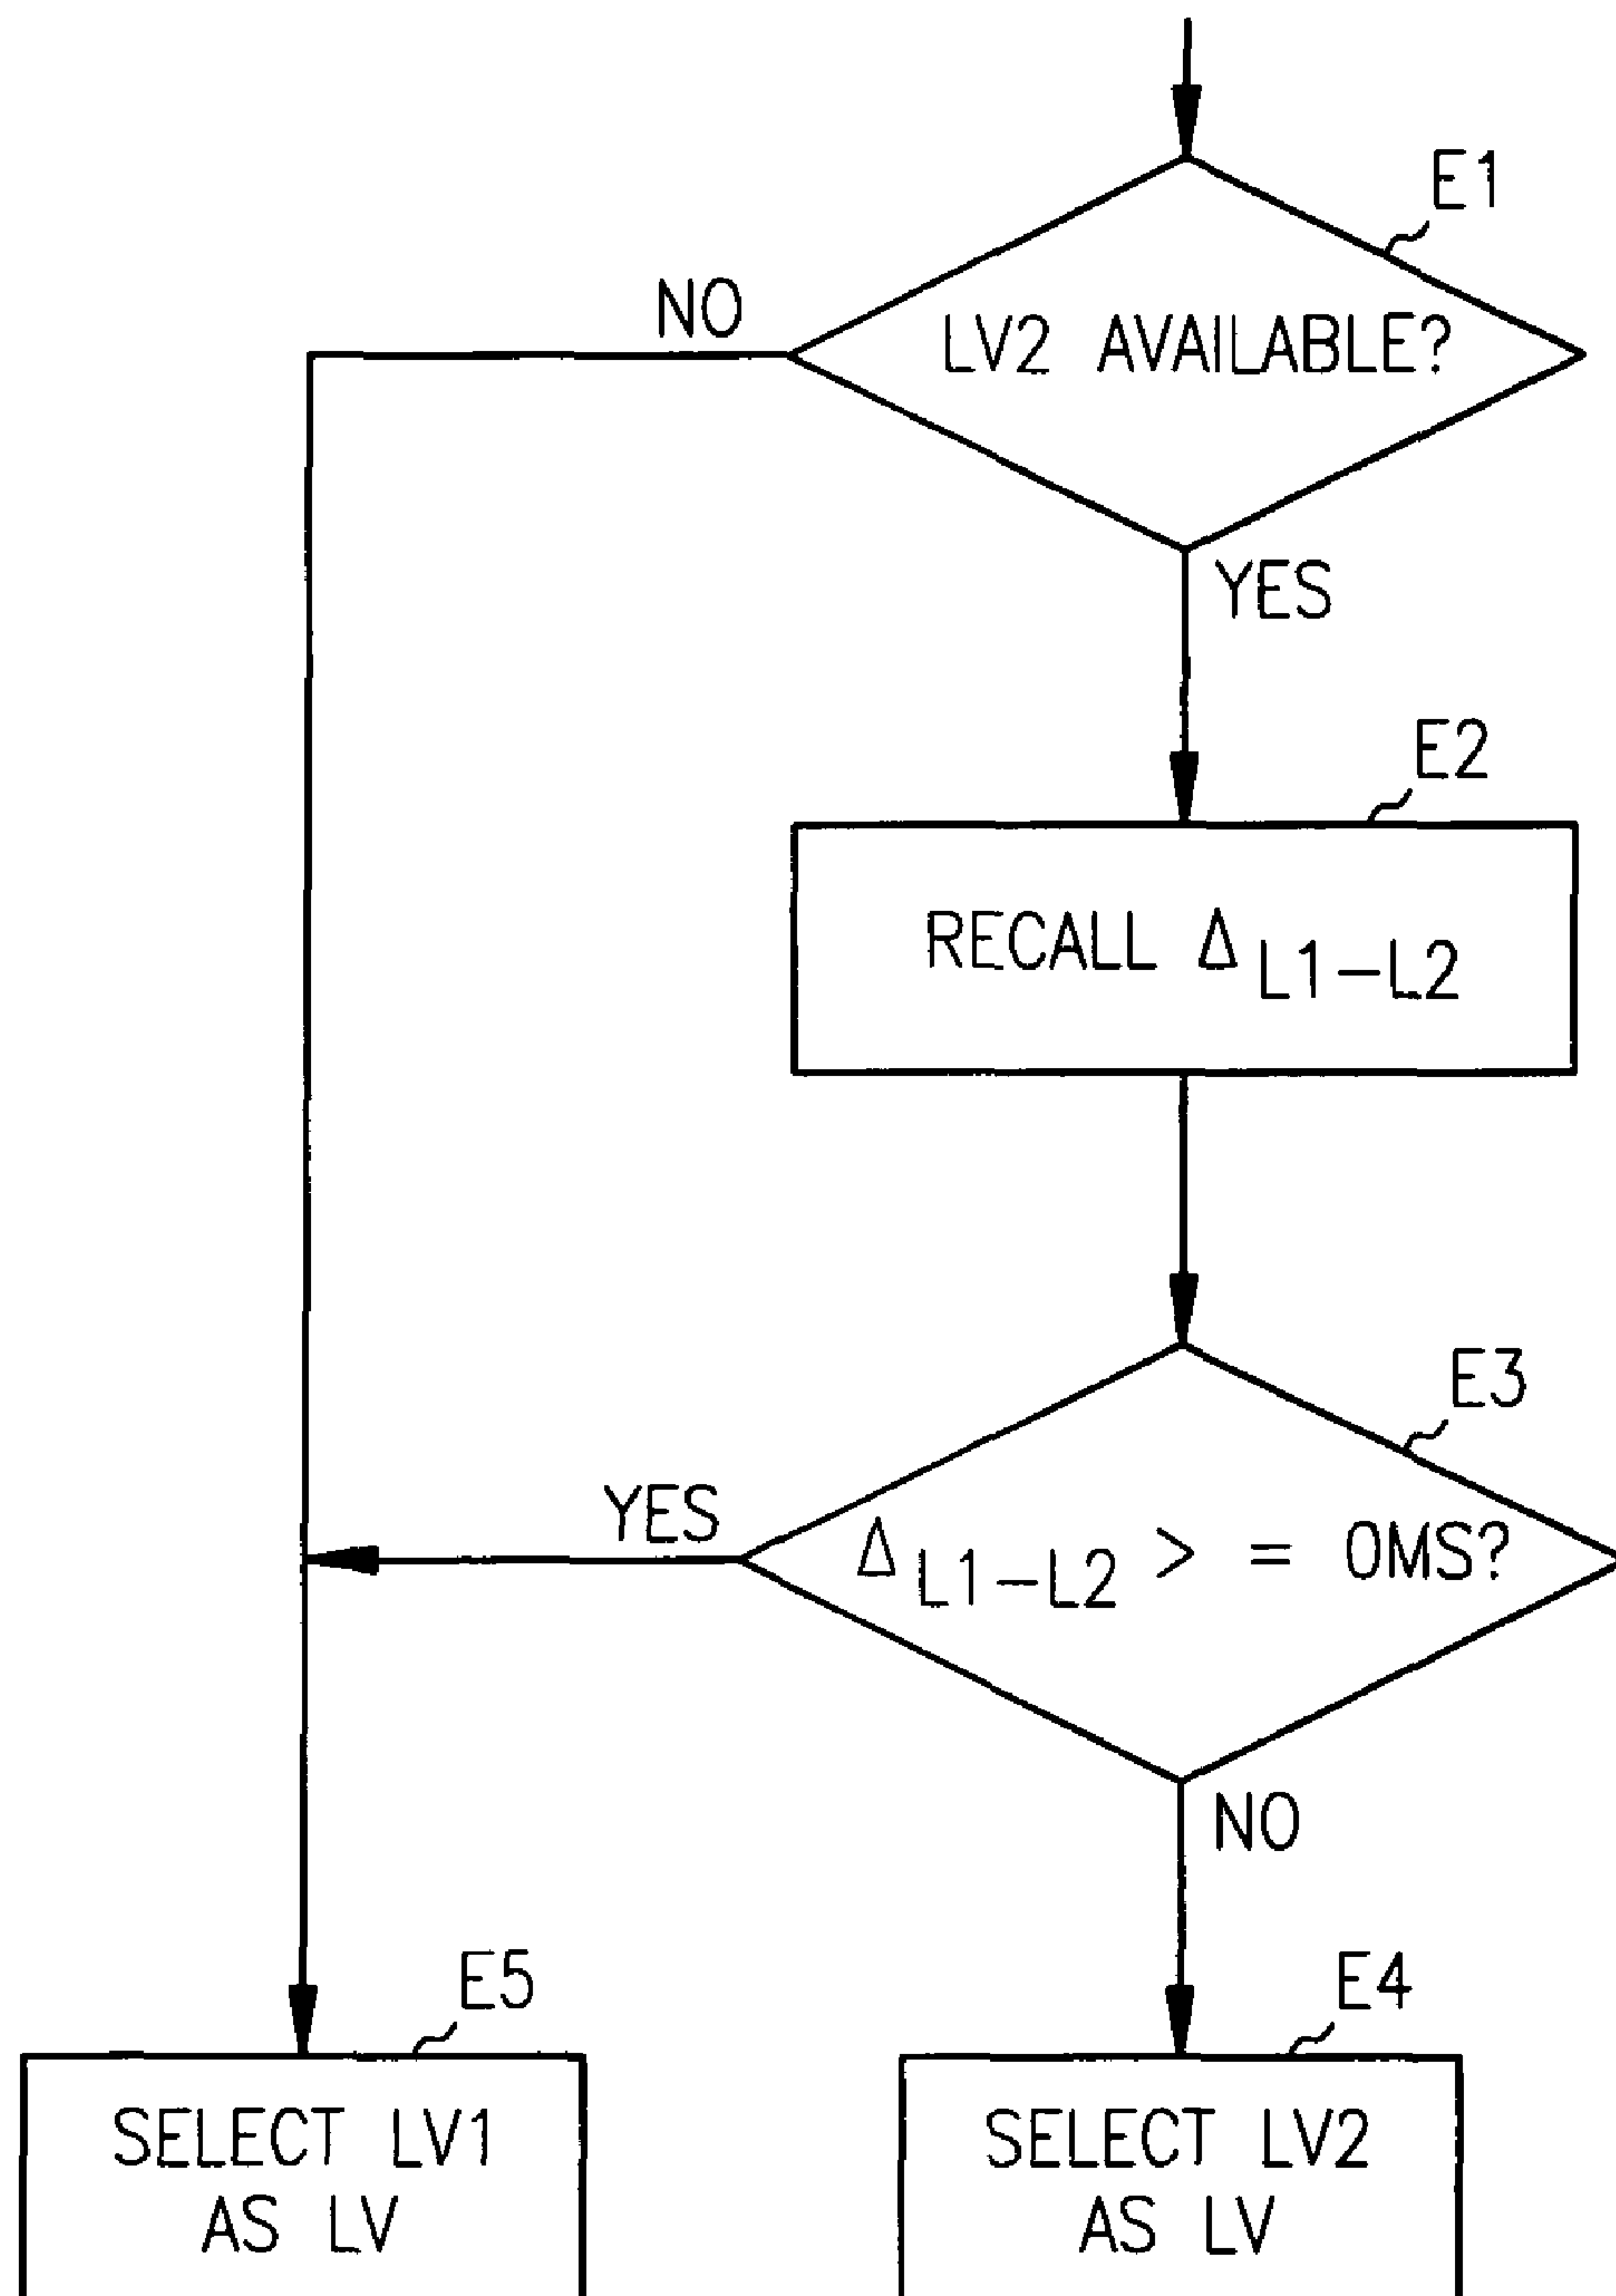 E1
NO
LV2 AVAILABLE?
YES
E2
RECALL Δ L1-L2
E3
YES
Δ L1-L2 > = 0MS?
NO
E5
E4
SELECT LV1
AS LV
SELECT LV2
AS LV